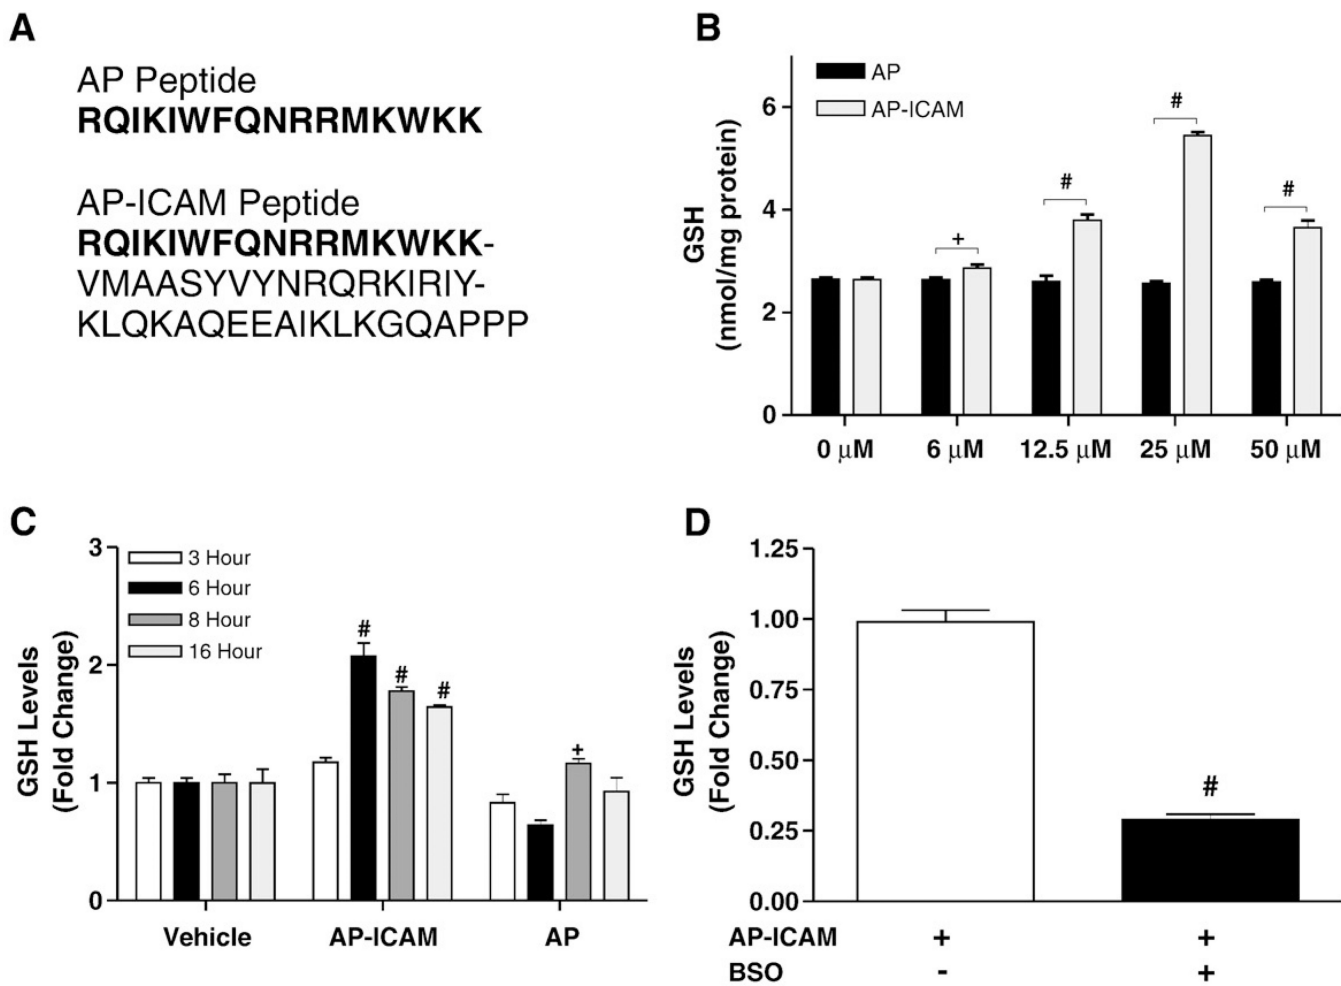 A
AP Peptide
RQIKIWFQNRRMKWKK
AP-ICAM Peptide
RQIKIWFQNRRMKWKK-
VMAASYVYNRQRKIRIY-
KLQKAQEEAIKLKGQAPPP
B
AP
AP-ICAM
GSH
(nmol/mg protein)
6
4
2
0
+
#
#
#
0 μM 6 μM 12.5 μM 25 μM 50 μM
C
3 Hour
6 Hour
8 Hour
16 Hour
GSH Levels
(Fold Change)
3
2
1
0
#
#
#
+
Vehicle AP-ICAM AP
D
GSH Levels
(Fold Change)
1.25
1.00
0.75
0.50
0.25
0.00
#
AP-ICAM + +
BSO - +